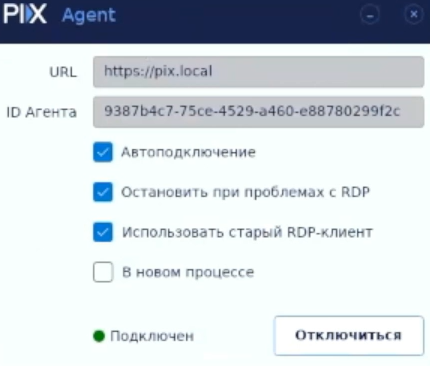 PIX Agent
URL https://pix.local
ID Агента 9387b4c7-75ce-4529-a460-e88780299f2c
Автоподключение
Остановить при проблемах с RDP
Использовать старый RDP-клиент
В новом процессе
Подключен Отключиться